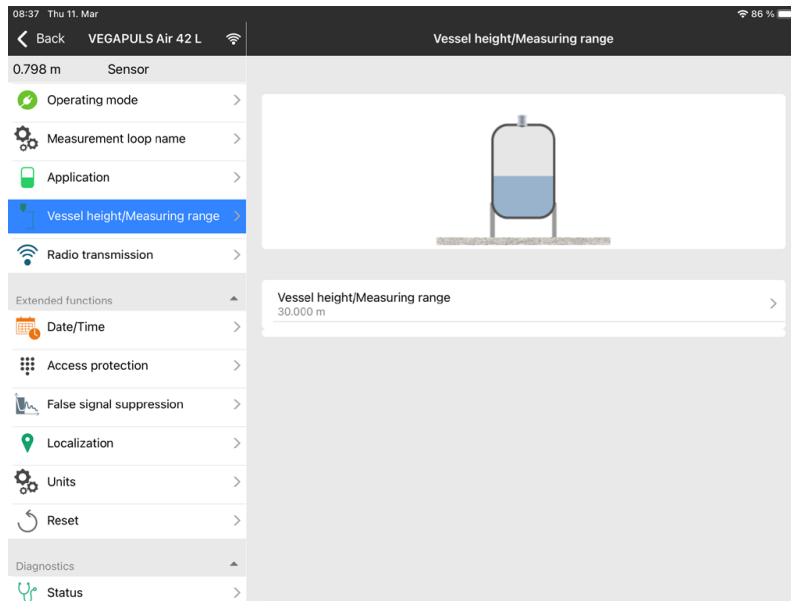 08:37 Thu 11. Mar
86 %
Back VEGAPULS Air 42 L
Vessel height/Measuring range
0.798 m Sensor
Operating mode
Measurement loop name
Application
Vessel height/Measuring range
Radio transmission
Extended functions
Date/Time
Access protection
False signal suppression
Localization
Units
Reset
Diagnostics
Status
Vessel height/Measuring range
30.000 m